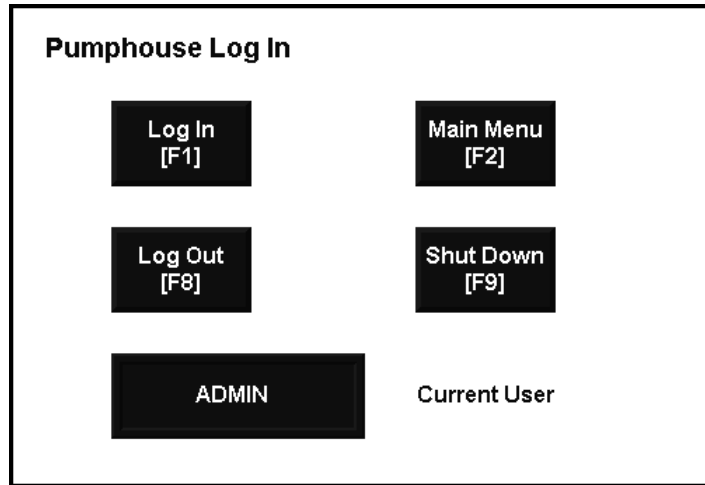 Pumphouse Log In
Log In
[F1]
Main Menu
[F2]
Log Out
[F8]
Shut Down
[F9]
ADMIN
Current User